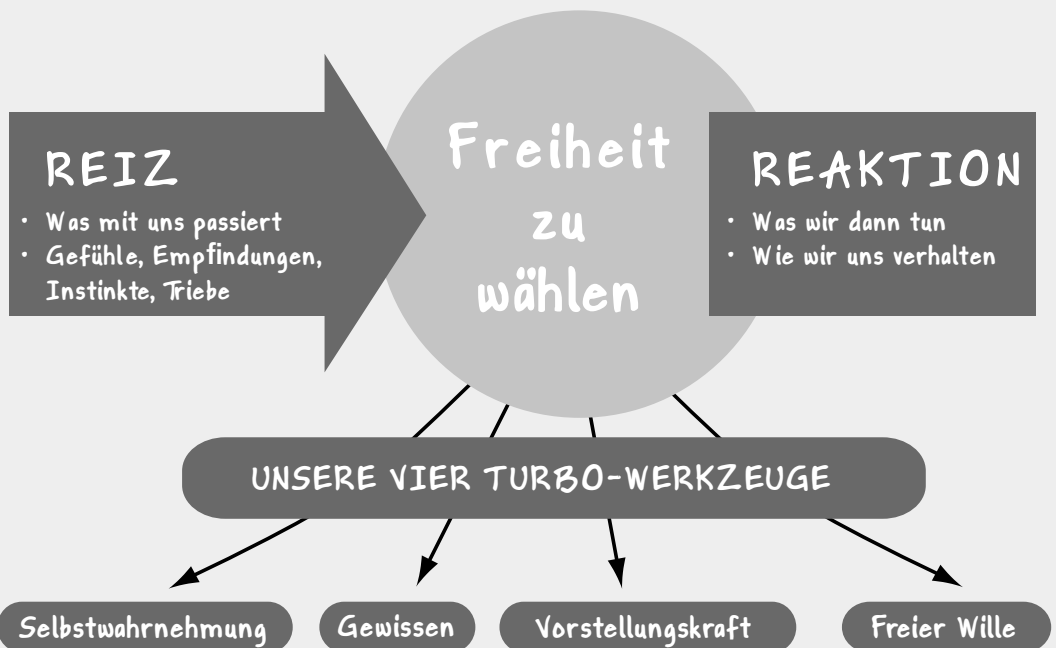 REIZ
• Was mit uns passiert
• Gefühle, Empfindungen,
Instinkte, Triebe
Freiheit
zu
wählen
REAKTION
• Was wir dann tun
• Wie wir uns verhalten
UNSERE VIER TURBO-WERKZEUGE
Selbstwahrnehmung
Gewissen
Vorstellungskraft
Freier Wille